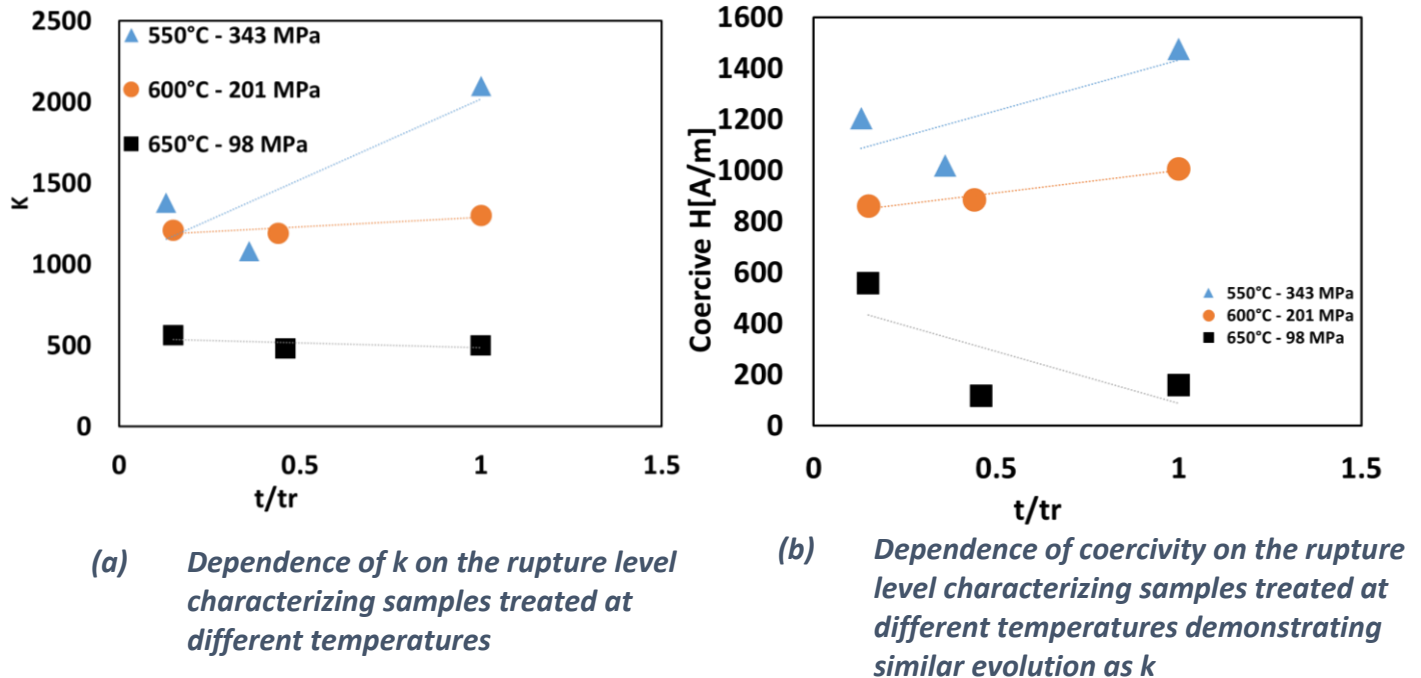 2500
2000
1500
1000
500
0
K
550°C - 343 MPa
600°C - 201 MPa
650°C - 98 MPa
0 0.5 1 1.5
t/tr
(a) Dependence of k on the rupture level
characterizing samples treated at
different temperatures
1600
1400
1200
1000
800
600
400
200
0
Coercive H[A/m]
550°C - 343 MPa
600°C - 201 MPa
650°C - 98 MPa
0 0.5 1 1.5
t/tr
(b) Dependence of coercivity on the rupture
level characterizing samples treated at
different temperatures demonstrating
similar evolution as k